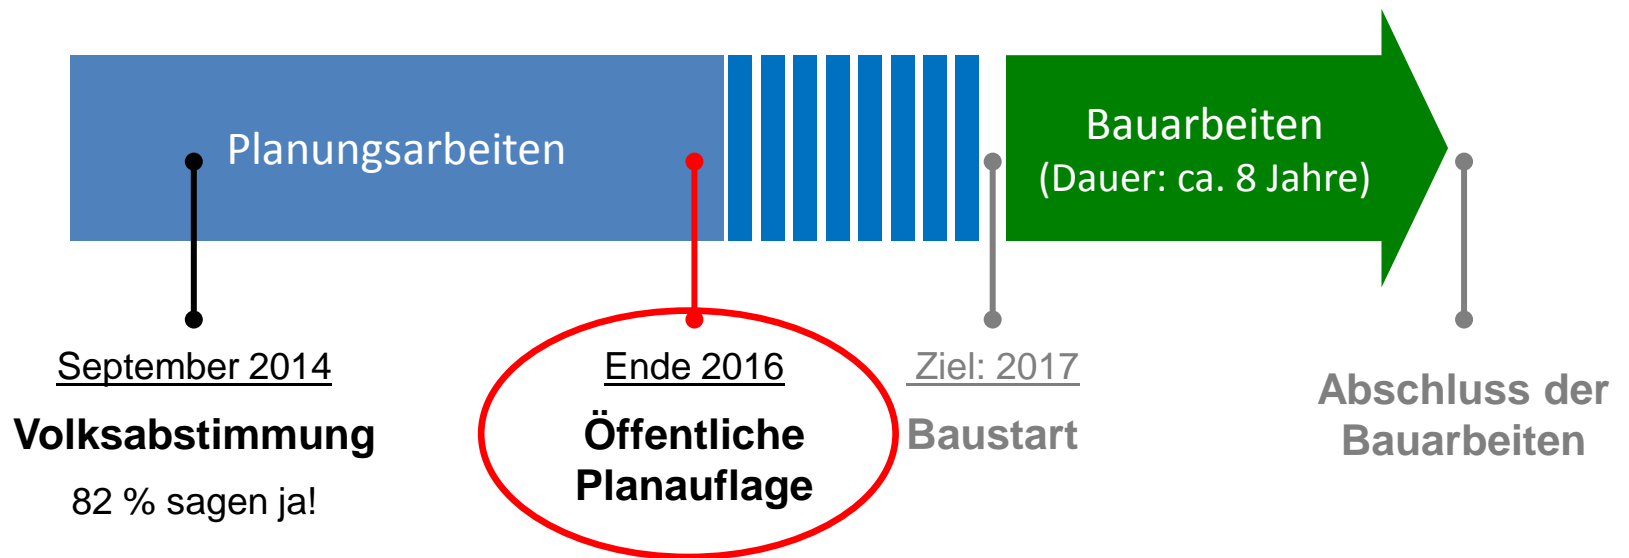 Planungsarbeiten
Bauarbeiten
(Dauer: ca. 8 Jahre)
September 2014
Volksabstimmung
82 % sagen ja!
Ende 2016
Öffentliche
Planauflage
Ziel: 2017
Baustart
Abschluss der
Bauarbeiten